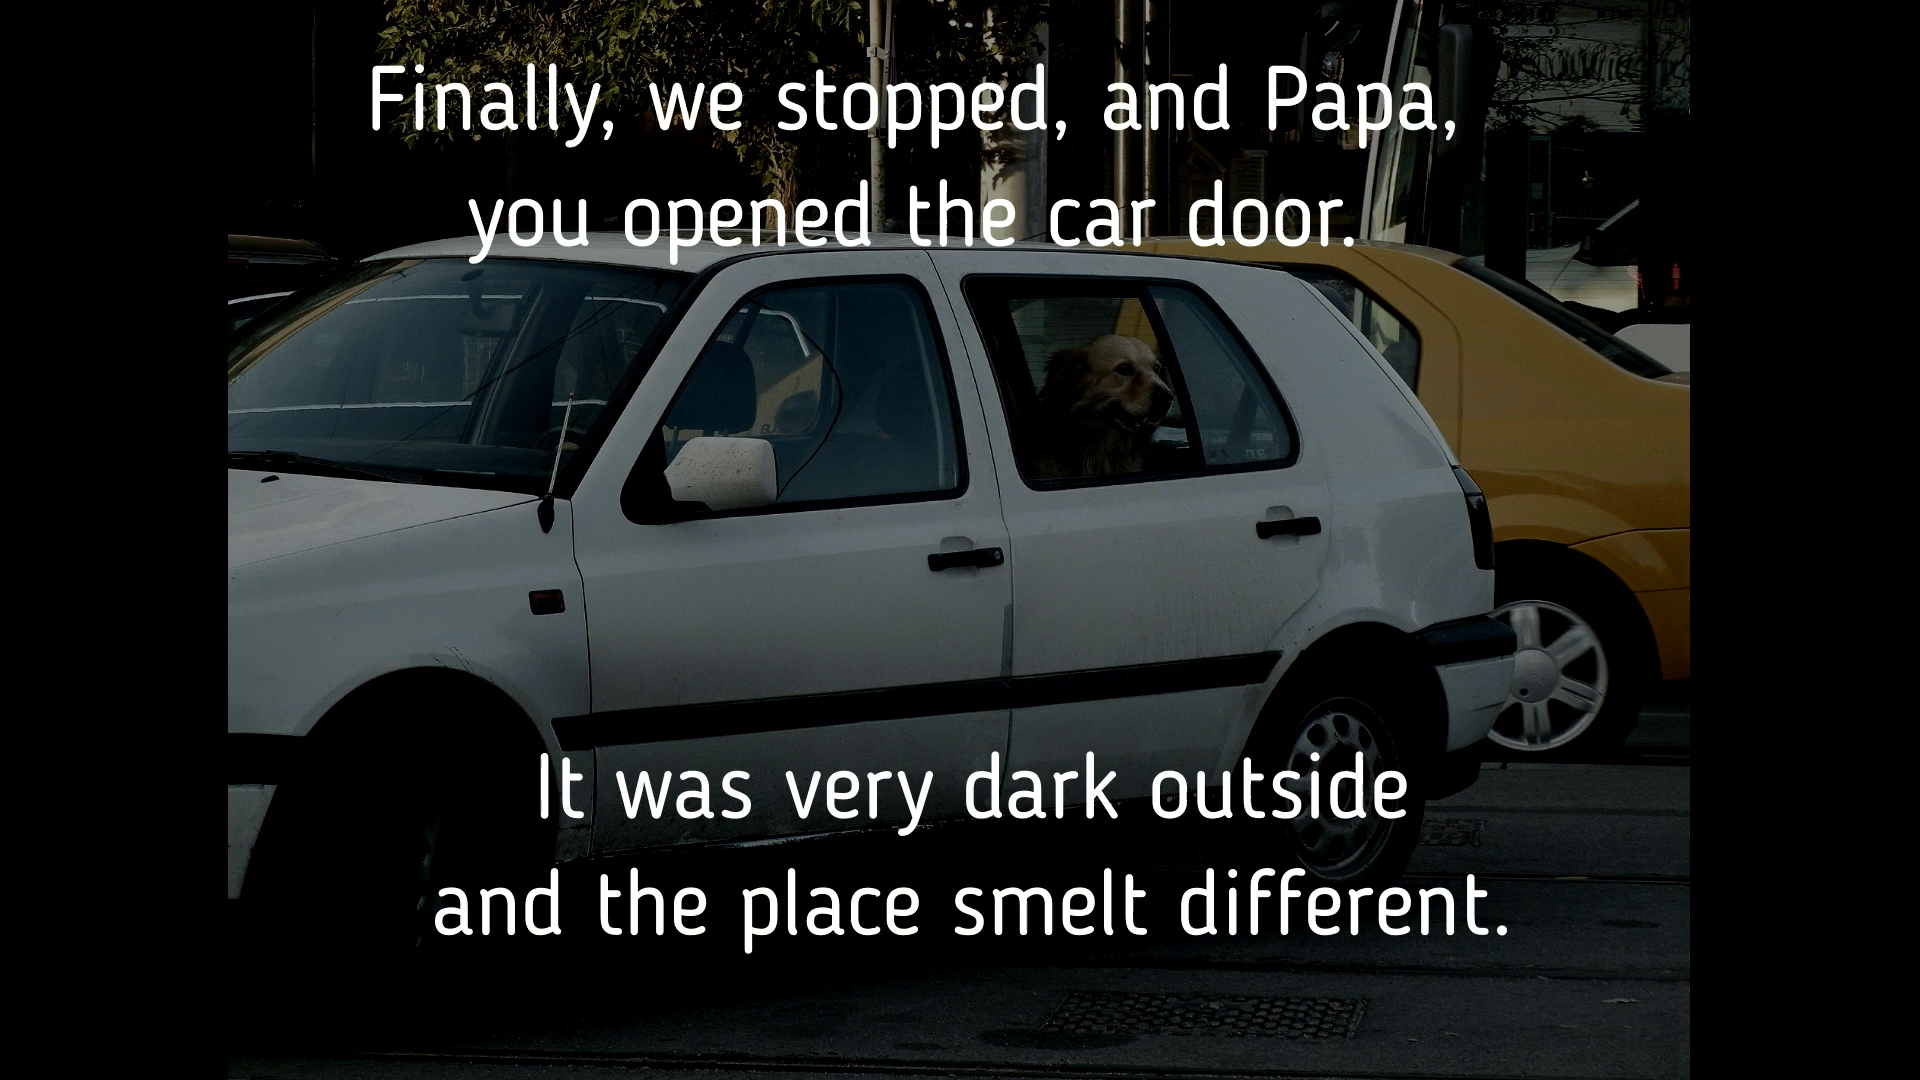 Finally, we stopped, and Papa,
you opened the car door.
It was very dark outside
and the place smelt different.